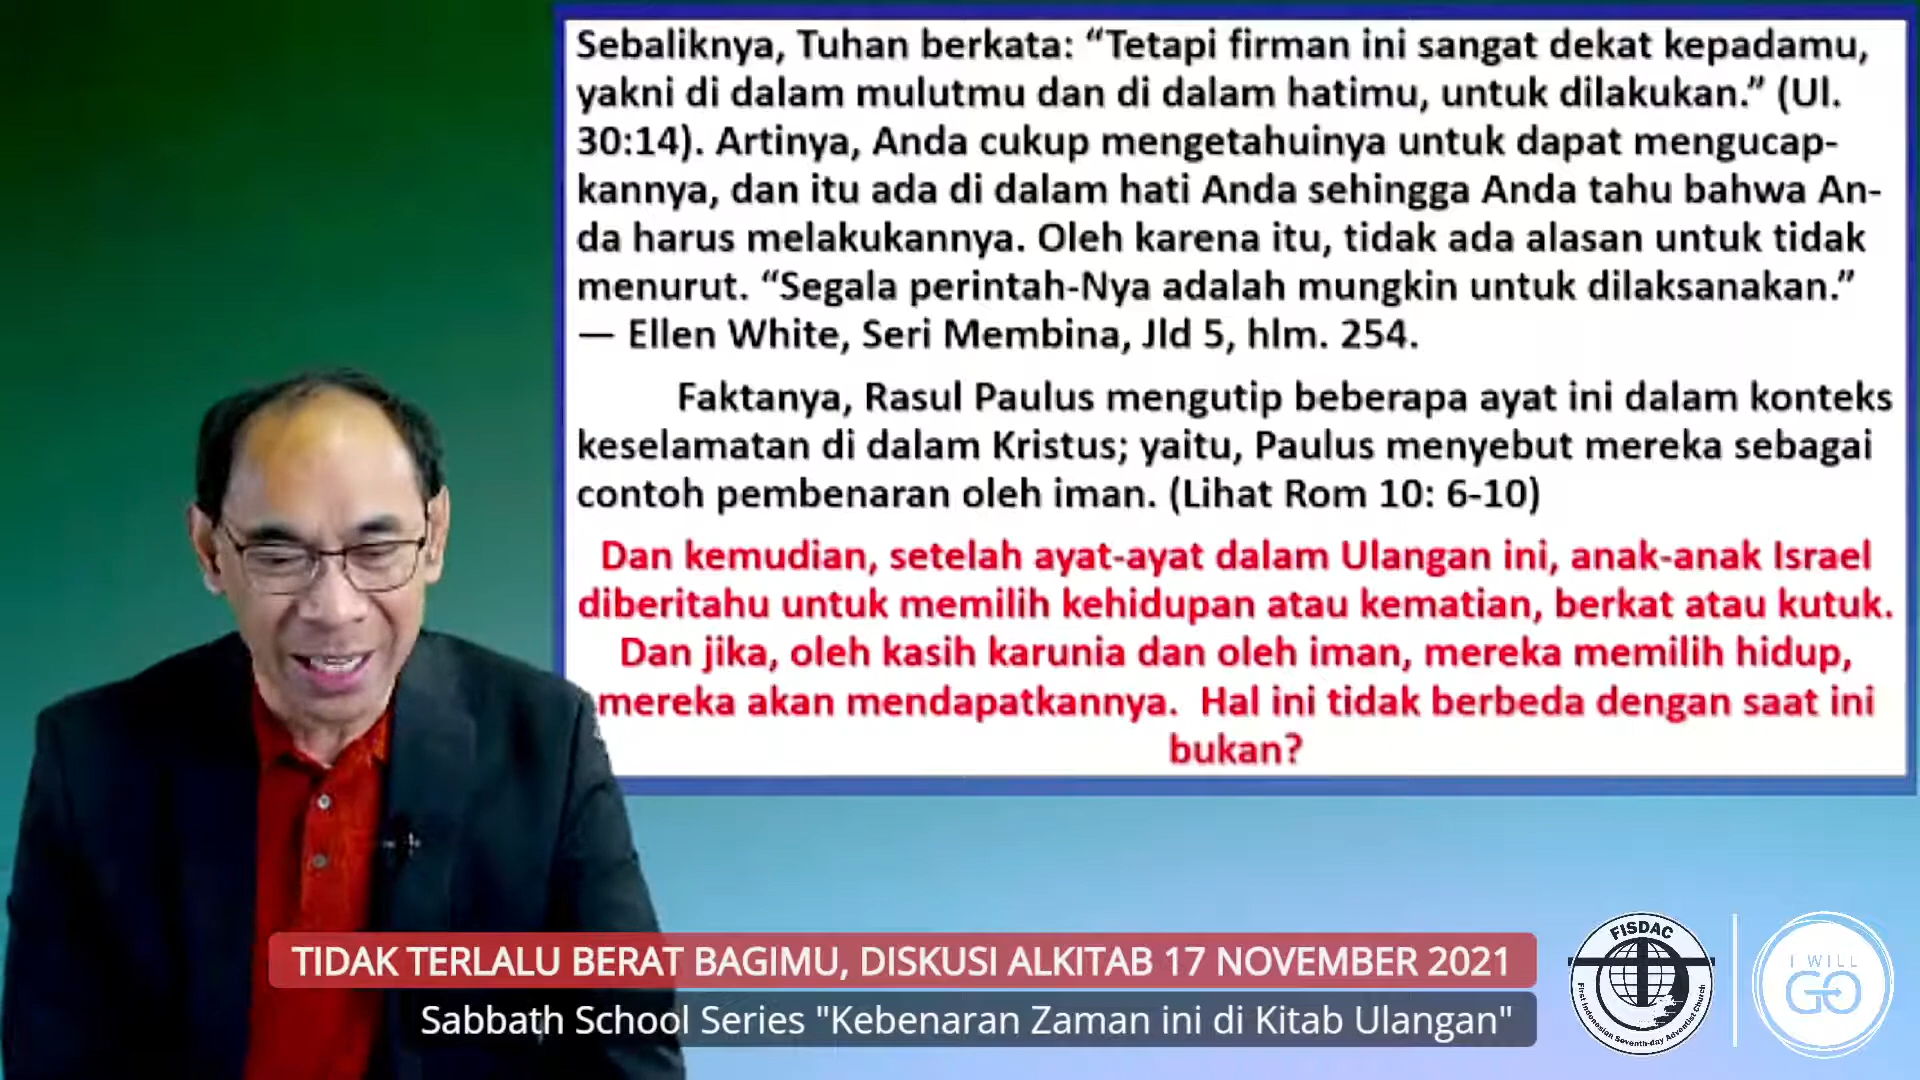 Sebaliknya, Tuhan berkata: “Tetapi firman ini sangat dekat kepadamu,
yakni di dalam mulutmu dan di dalam hatimu, untuk dilakukan.” (Ul.
30:14). Artinya, Anda cukup mengetahuinya untuk dapat mengucap-
kannya, dan itu ada di dalam hati Anda sehingga Anda tahu bahwa An-
da harus melakukannya. Oleh karena itu, tidak ada alasan untuk tidak
menurut. “Segala perintah-Nya adalah mungkin untuk dilaksanakan.”
— Ellen White, Seri Membina, Jld 5, hlm. 254.
Faktanya, Rasul Paulus mengutip beberapa ayat ini dalam konteks
keselamatan di dalam Kristus; yaitu, Paulus menyebut mereka sebagai
contoh pembenaran oleh iman. (Lihat Rom 10: 6-10)
Dan kemudian, setelah ayat-ayat dalam Ulangan ini, anak-anak Israel
diberitahu untuk memilih kehidupan atau kematian, berkat atau kutuk.
Dan jika, oleh kasih karunia dan oleh iman, mereka memilih hidup,
mereka akan mendapatkannya. Hal ini tidak berbeda dengan saat ini
bukan?
TIDAK TERLALU BERAT BAGIMU, DISKUSI ALKITAB 17 NOVEMBER 2021
Sabbath School Series "Kebenaran Zaman ini di Kitab Ulangan"
FISDAC
First Indonesian Seventh-day Adventist Church
I WILL
GO